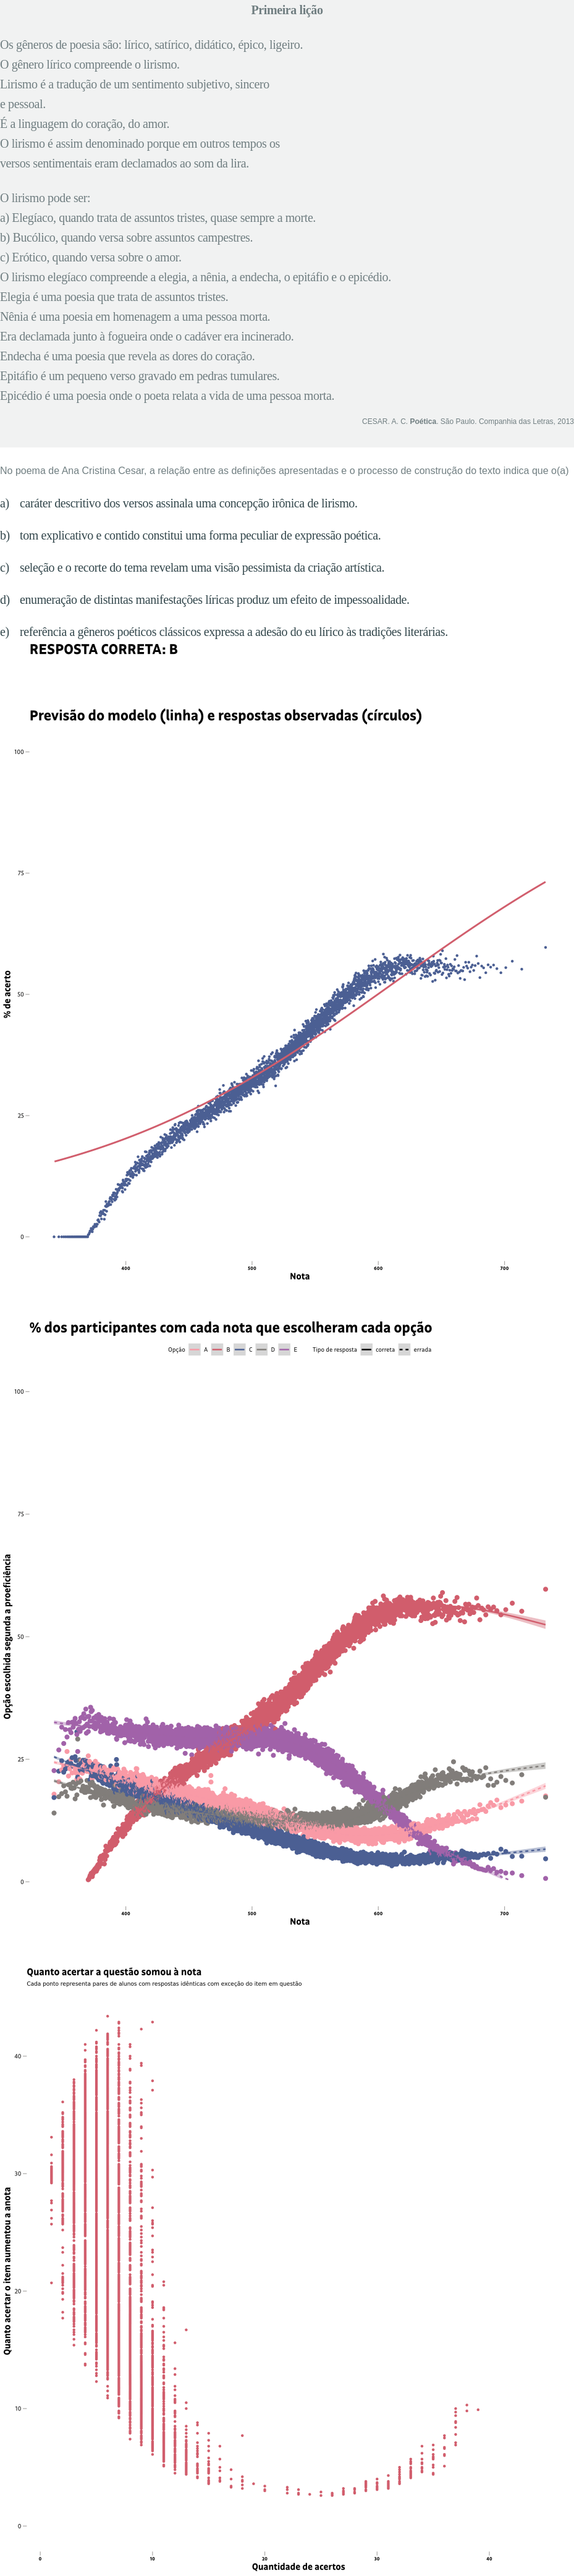 Primeira lição
Os gêneros de poesia são: lírico, satírico, didático, épico, ligeiro.
O gênero lírico compreende o lirismo.
Lirismo é a tradução de um sentimento subjetivo, sincero
e pessoal.
É a linguagem do coração, do amor.
O lirismo é assim denominado porque em outros tempos os
versos sentimentais eram declamados ao som da lira.
O lirismo pode ser:
a) Elegíaco, quando trata de assuntos tristes, quase sempre a morte.
b) Bucólico, quando versa sobre assuntos campestres.
c) Erótico, quando versa sobre o amor.
O lirismo elegíaco compreende a elegia, a nênia, a endecha, o epitáfio e o epicédio.
Elegia é uma poesia que trata de assuntos tristes.
Nênia é uma poesia em homenagem a uma pessoa morta.
Era declamada junto à fogueira onde o cadáver era incinerado.
Endecha é uma poesia que revela as dores do coração.
Epitáfio é um pequeno verso gravado em pedras tumulares.
Epicédio é uma poesia onde o poeta relata a vida de uma pessoa morta.
CESAR. A. C. Poética. São Paulo. Companhia das Letras, 2013
No poema de Ana Cristina Cesar, a relação entre as definições apresentadas e o processo de construção do texto indica que o(a)
a) caráter descritivo dos versos assinala uma concepção irônica de lirismo.
b) tom explicativo e contido constitui uma forma peculiar de expressão poética.
c) seleção e o recorte do tema revelam uma visão pessimista da criação artística.
d) enumeração de distintas manifestações líricas produz um efeito de impessoalidade.
e) referência a gêneros poéticos clássicos expressa a adesão do eu lírico às tradições literárias.
RESPOSTA CORRETA: B
Previsão do modelo (linha) e respostas observadas (círculos)
100
75
50
25
0
% de acerto
400 500 600 700
Nota
% dos participantes com cada nota que escolheram cada opção
Opção A B C D E Tipo de resposta correta errada
100
75
50
25
0
Opção escolhida segunda a proeficiência
400 500 600 700
Nota
Quanto acertar a questão somou à nota
Cada ponto representa pares de alunos com respostas idênticas com exceção do item em questão
40
30
20
10
0
Quanto acertar o item aumentou a anota
0 10 20 30 40
Quantidade de acertos